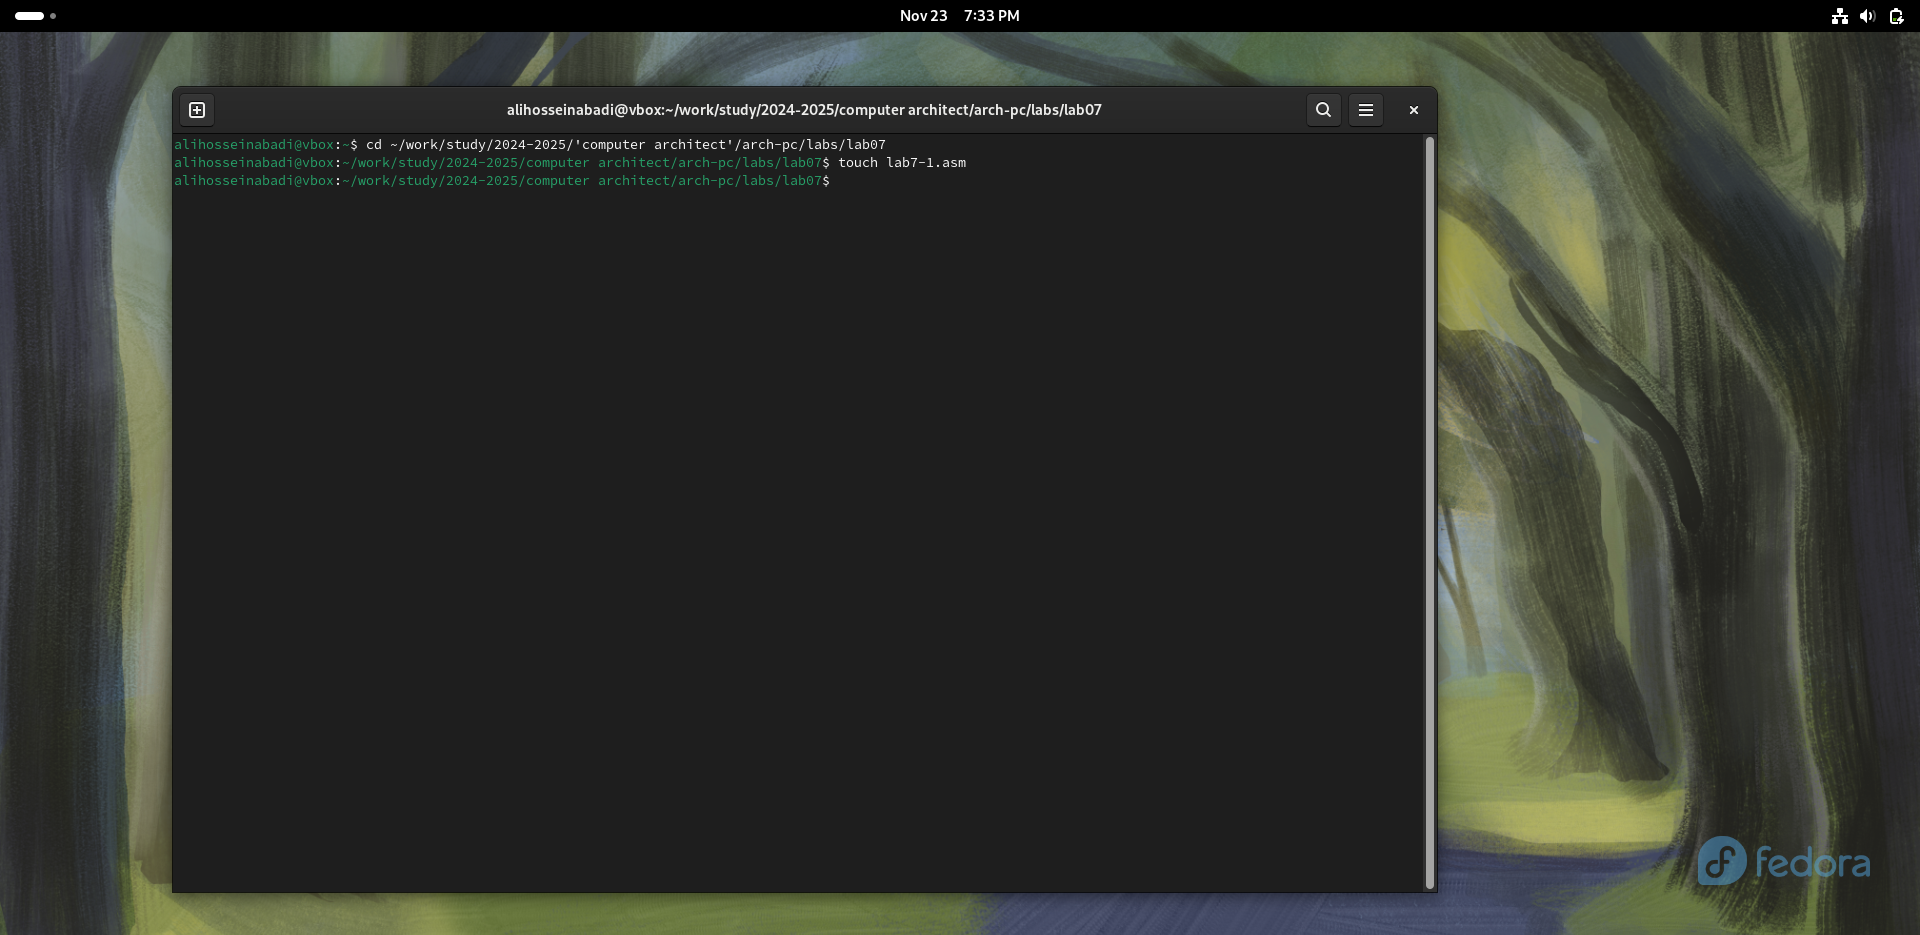 Nov 23 7:33 PM
alihosseinabadi@vbox:~/work/study/2024-2025/computer architect/arch-pc/labs/lab07
alihosseinabadi@vbox:~$ cd ~/work/study/2024-2025/'computer architect'/arch-pc/labs/lab07
alihosseinabadi@vbox:~/work/study/2024-2025/computer architect/arch-pc/labs/lab07$ touch lab7-1.asm
alihosseinabadi@vbox:~/work/study/2024-2025/computer architect/arch-pc/labs/lab07$
fedora